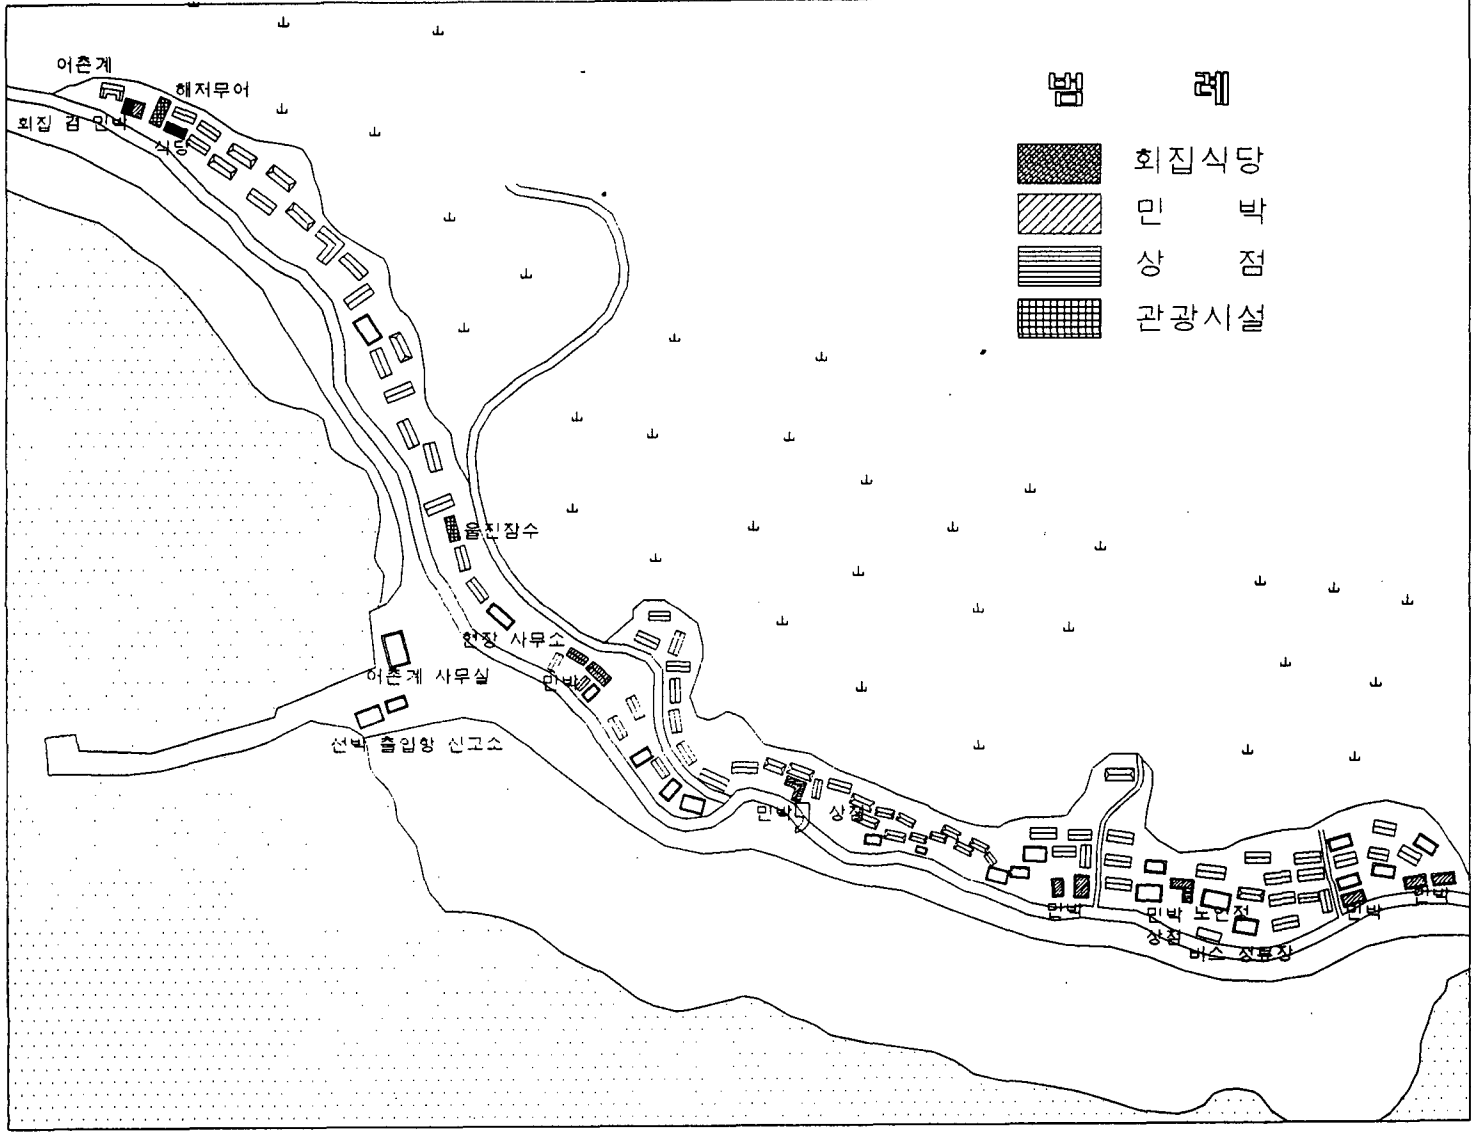 범 례
회집식당
민 박
상 점
관광시설
어촌계
해저무어
회집 겸 민박
식당
울진잠수
현장 사무소
민박
어촌계 사무실
선박 출입항 신고소
민박
상점
민박
민박 노인정
상점
버스 정류장
민박
민박